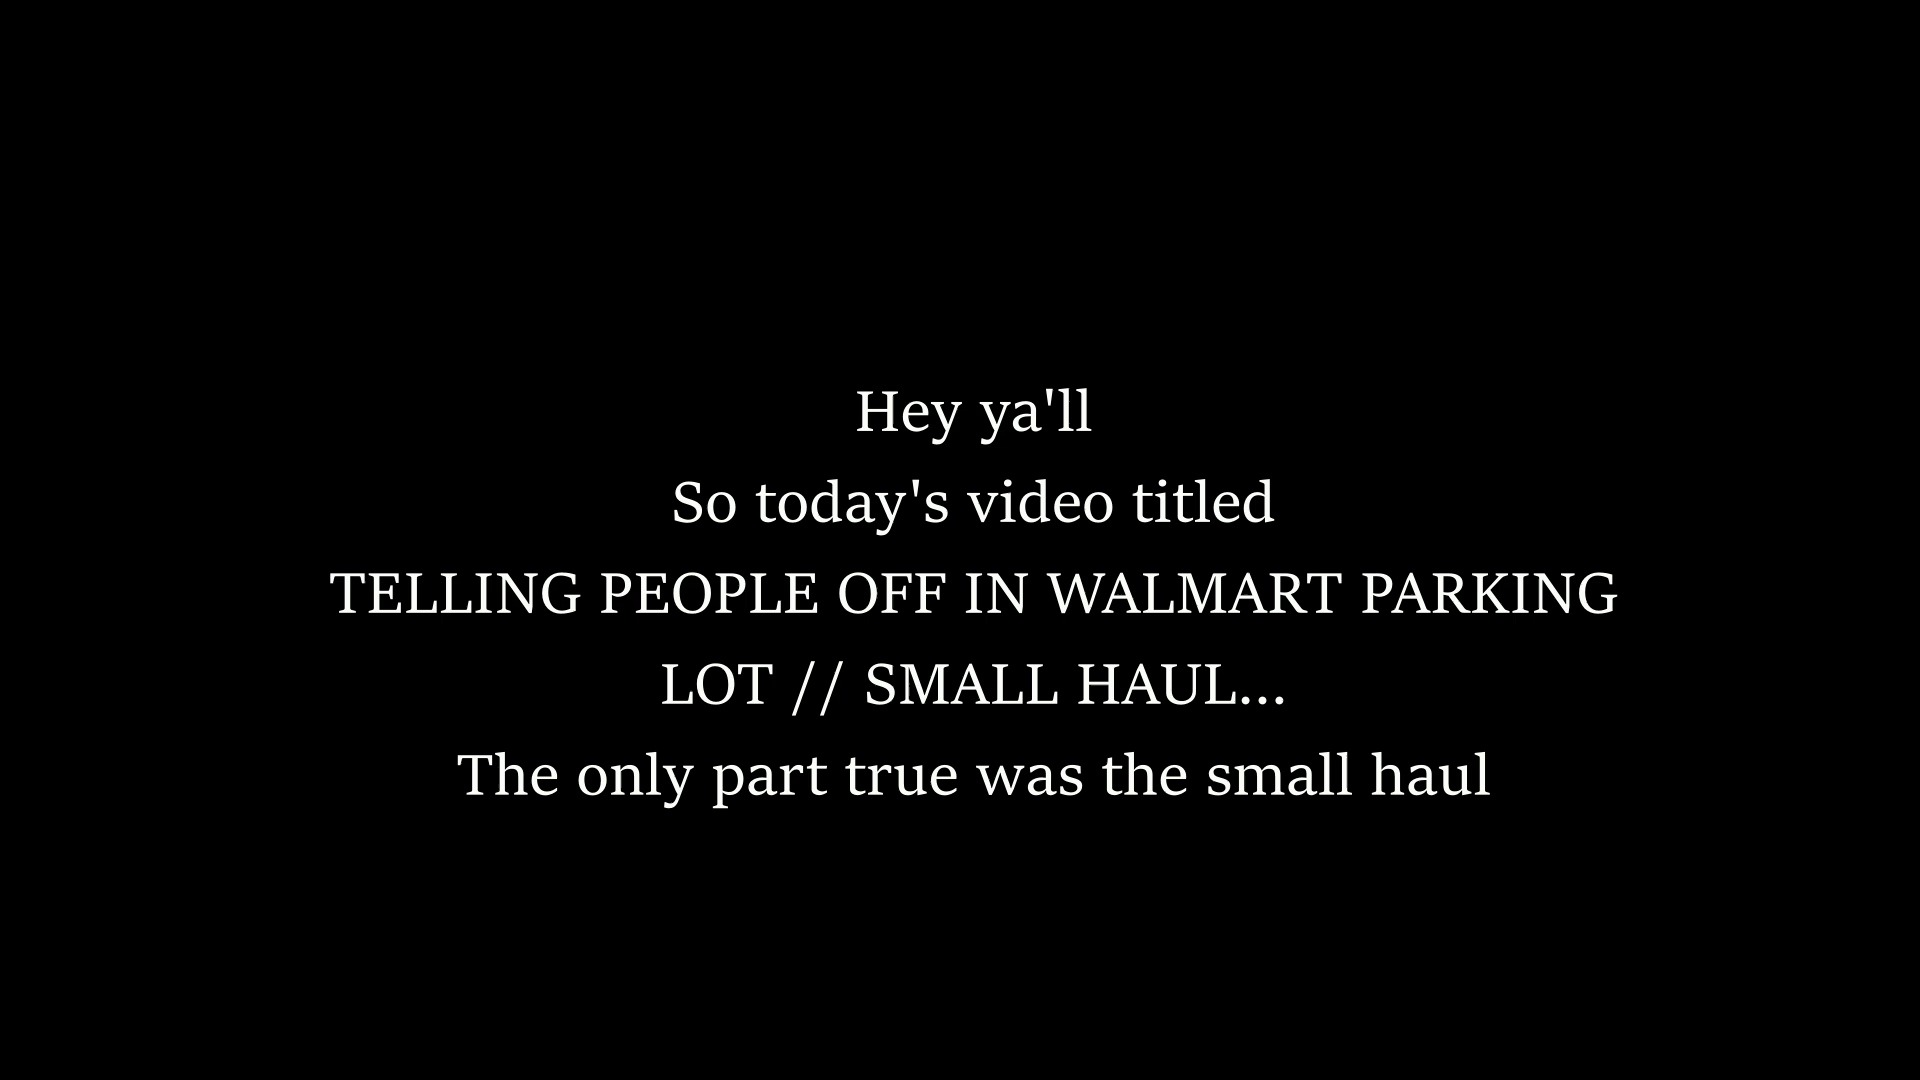 Hey ya'll
So today's video titled
TELLING PEOPLE OFF IN WALMART PARKING
LOT // SMALL HAUL...
The only part true was the small haul